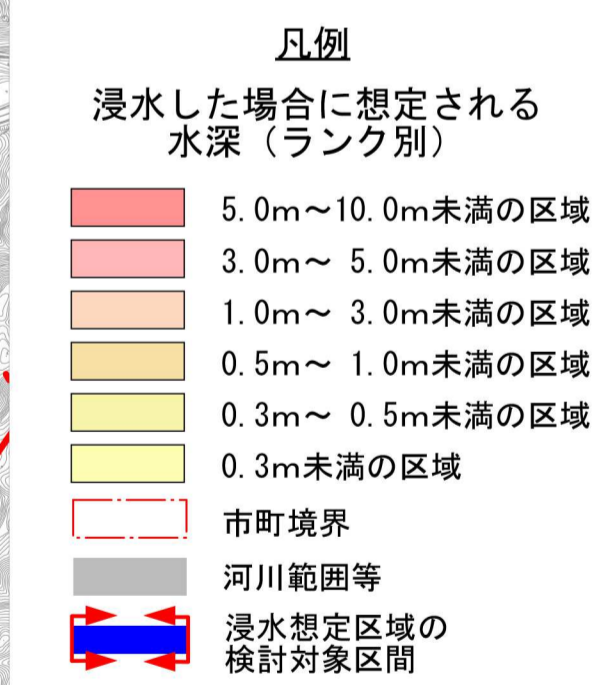 凡例
浸水した場合に想定される
水深（ランク別）
5.0m～10.0m未満の区域
3.0m～ 5.0m未満の区域
1.0m～ 3.0m未満の区域
0.5m～ 1.0m未満の区域
0.3m～ 0.5m未満の区域
0.3m未満の区域
市町境界
河川範囲等
浸水想定区域の
検討対象区間